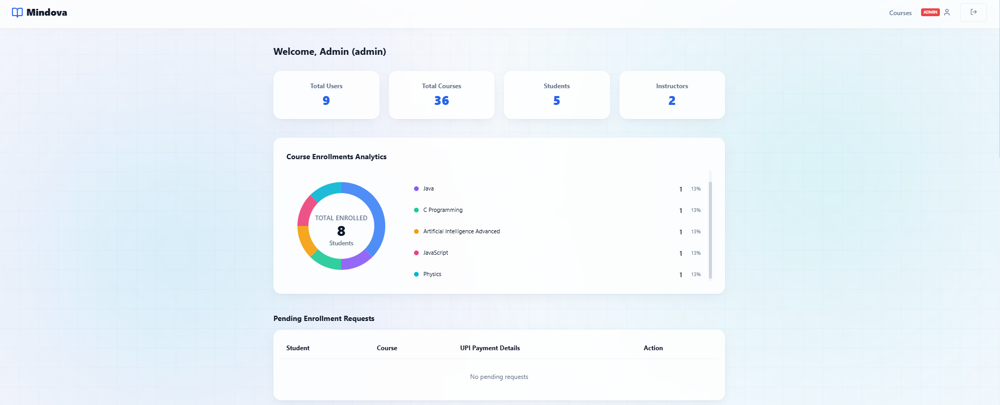 Mindova
Courses ADMIN
Welcome, Admin (admin)
Total Users Total Courses Students Instructors
9 36 5 2
Course Enrollments Analytics
TOTAL ENROLLED
8
Students
Java 1 13%
C Programming 1 13%
Artificial Intelligence Advanced 1 13%
JavaScript 1 13%
Physics 1 13%
Pending Enrollment Requests
Student Course UPI Payment Details Action
No pending requests